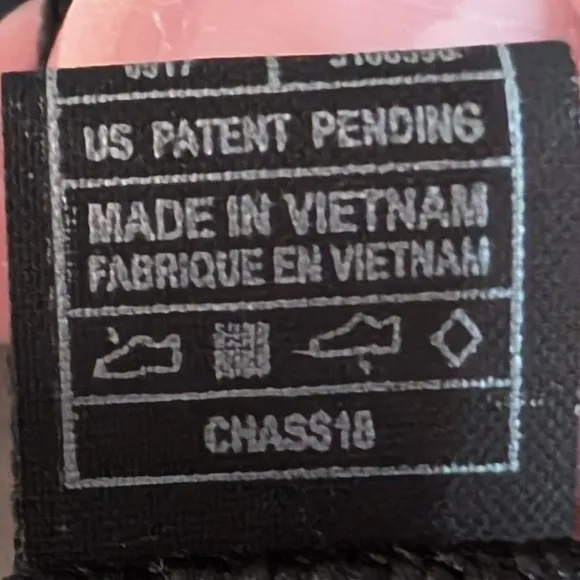 US PATENT PENDING
MADE IN VIETNAM
FABRIQUE EN VIETNAM
CHASS18